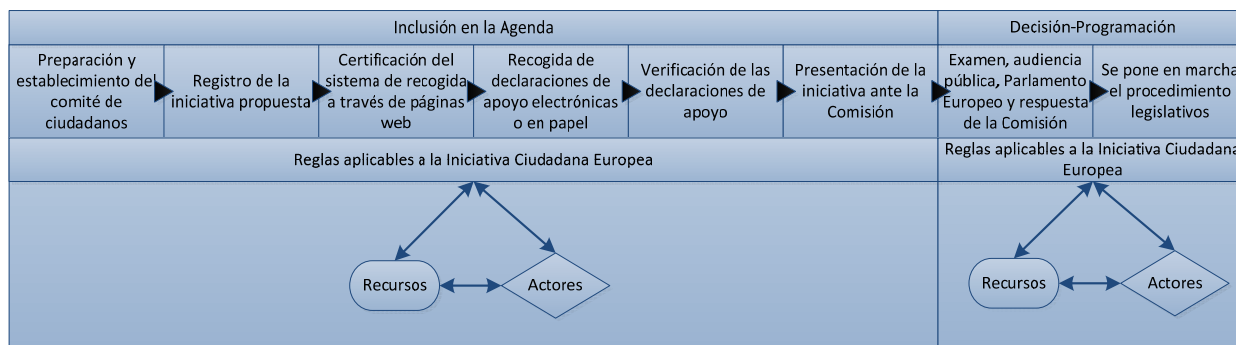 Inclusión en la Agenda
Decisión-Programación
Preparación y
establecimiento del
comité de
ciudadanos
Registro de la
iniciativa propuesta
Certificación del
sistema de recogida
a través de páginas
web
Recogida de
declaraciones de
apoyo electrónicas
o en papel
Verificación de las
declaraciones de
apoyo
Presentación de la
iniciativa ante la
Comisión
Examen, audiencia
pública, Parlamento
Europeo y respuesta
de la Comisión
Se pone en marcha
el procedimiento
legislativos
Reglas aplicables a la Iniciativa Ciudadana Europea
Reglas aplicables a la Iniciativa Ciudadana
Europea
Recursos
Actores
Recursos
Actores